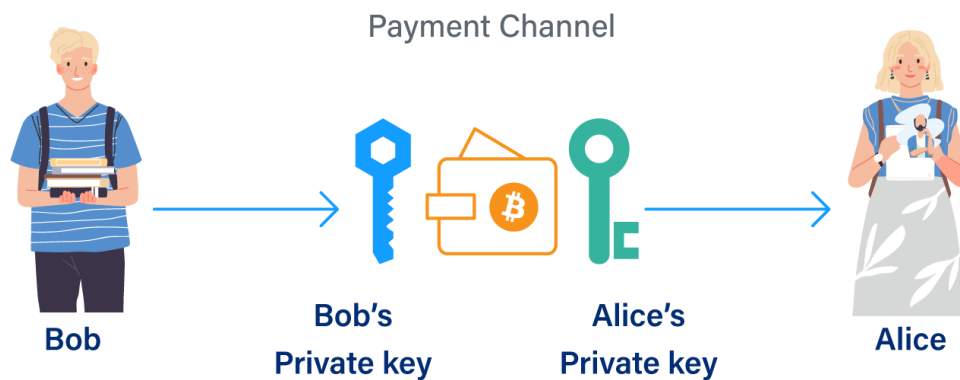 Payment Channel
Bob's
Private key
Alice's
Private key
Bob
Alice